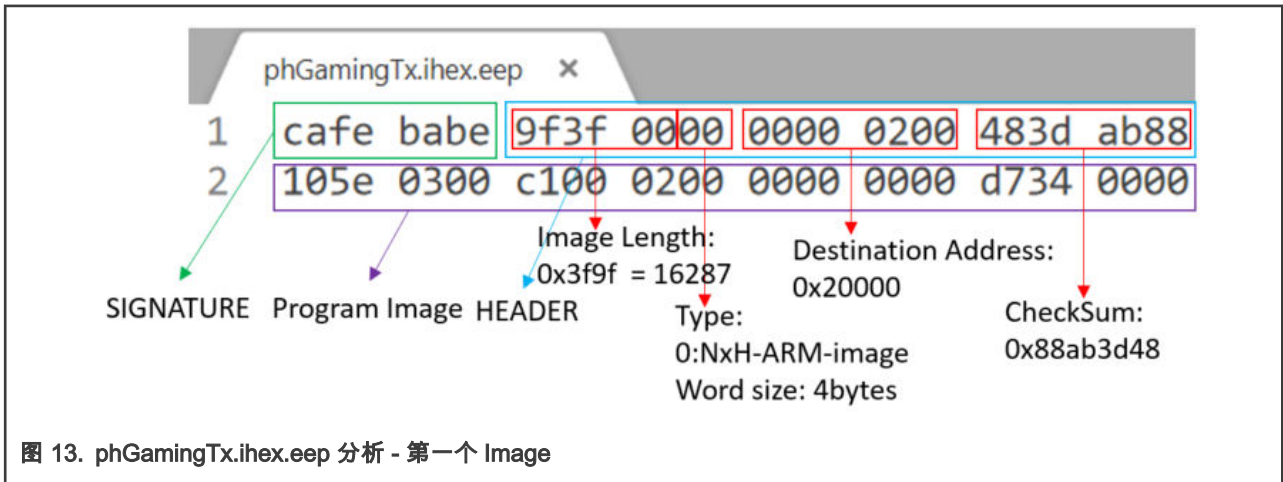 phGamingTx.ihex.eep ×
1 cafe babe 9f3f 0000 0000 0200 483d ab88
2 105e 0300 c100 0200 0000 0000 d734 0000
SIGNATURE
Program Image
HEADER
Image Length:
0x3f9f = 16287
Type:
0:NxH-ARM-image
Word size: 4bytes
Destination Address:
0x20000
CheckSum:
0x88ab3d48
图 13. phGamingTx.ihex.eep 分析 - 第一个 Image